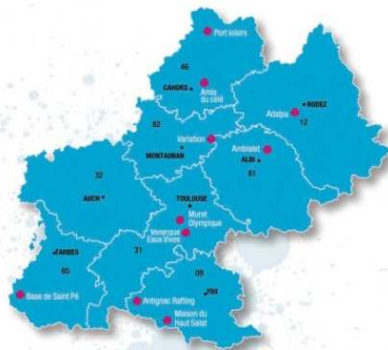 Port loisirs
46
CAHORS
Amis
du célé
RODEZ
Adalpa
12
82
Variation
MONTAUBAN
Ambialet
ALBI
81
32
AUCH
TOULOUSE
Muret
Olympique
Venerque
Eaux Vives
31
TARBES
65
09
FOIX
Base de Saint Pé
Antignac Rafting
Maison du
Haut Salat